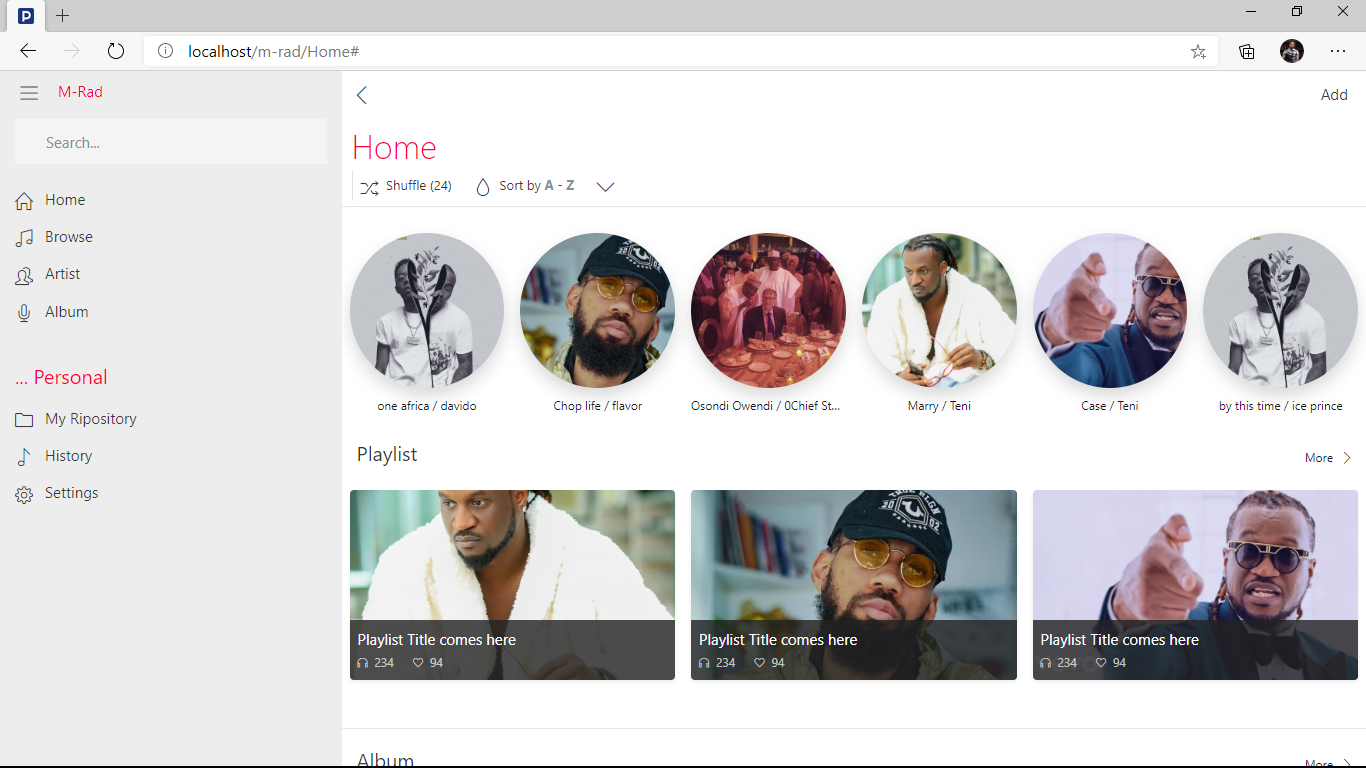 P
localhost/m-rad/Home#
M-Rad
Add
Search...
Home
Shuffle (24)
Sort by A - Z
Home
Browse
Artist
Album
one africa / davido
Chop life / flavor
Osondi Owendi / 0Chief St...
Marry / Teni
Case / Teni
by this time / ice prince
... Personal
My Ripository
History
Settings
Playlist
More
TRUE RLGN
2002
Playlist Title comes here
234 94
Playlist Title comes here
234 94
Playlist Title comes here
234 94
Album
More